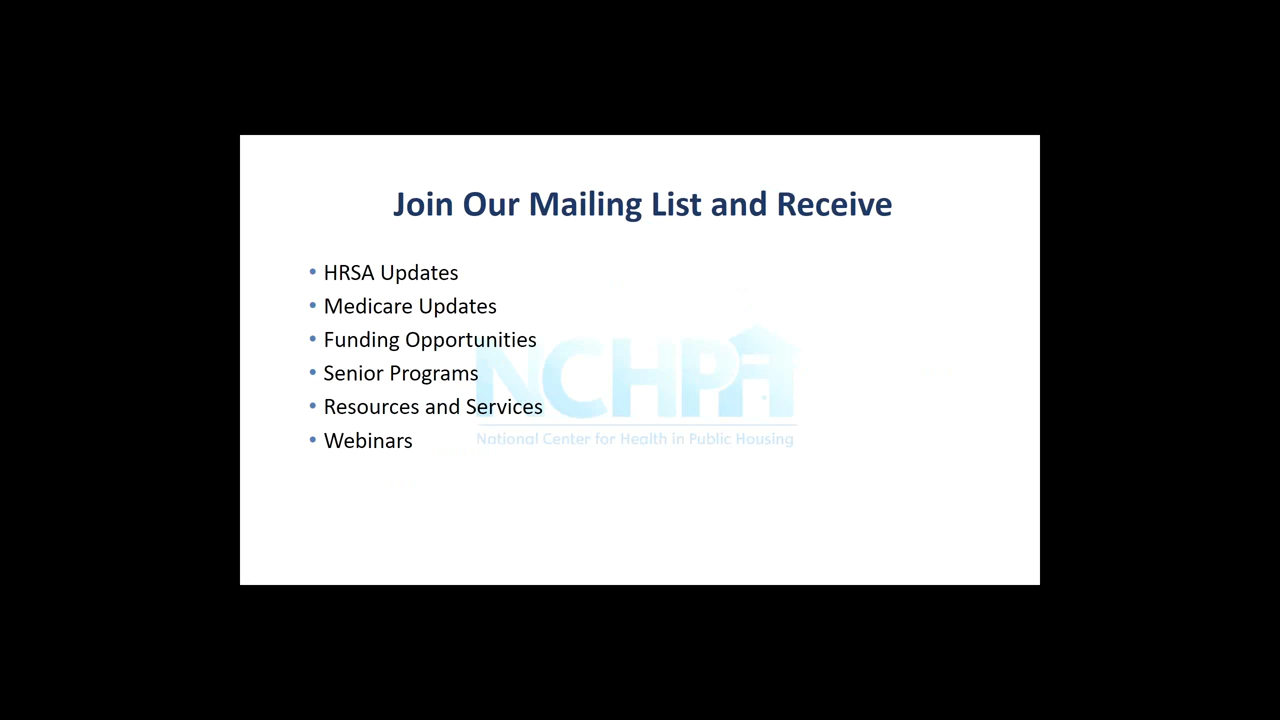 Join Our Mailing List and Receive
• HRSA Updates
• Medicare Updates
• Funding Opportunities
• Senior Programs
• Resources and Services
• Webinars
NCHPH
National Center for Health in Public Housing